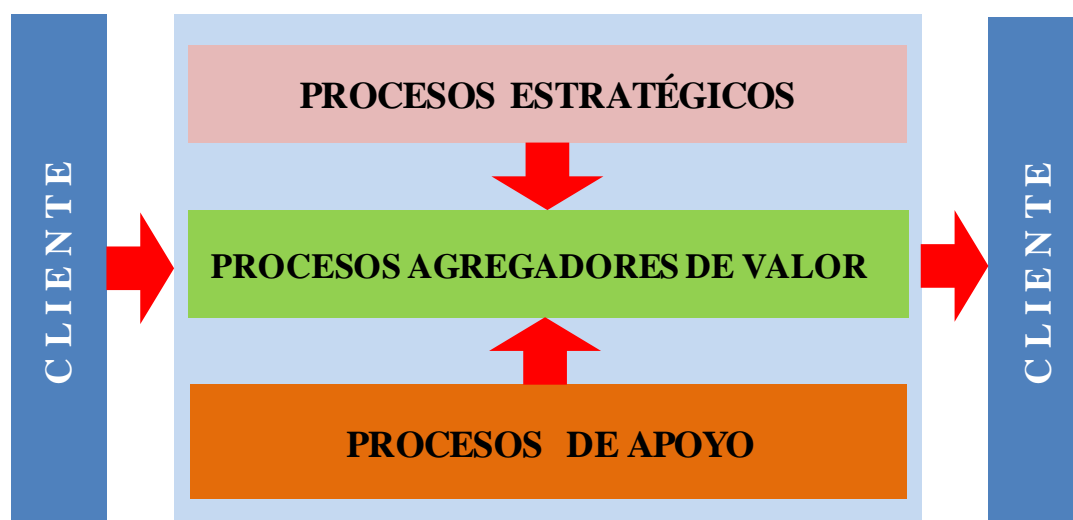 CLIENTE
PROCESOS ESTRATÉGICOS
PROCESOS AGREGADORES DE VALOR
PROCESOS DE APOYO
CLIENTE